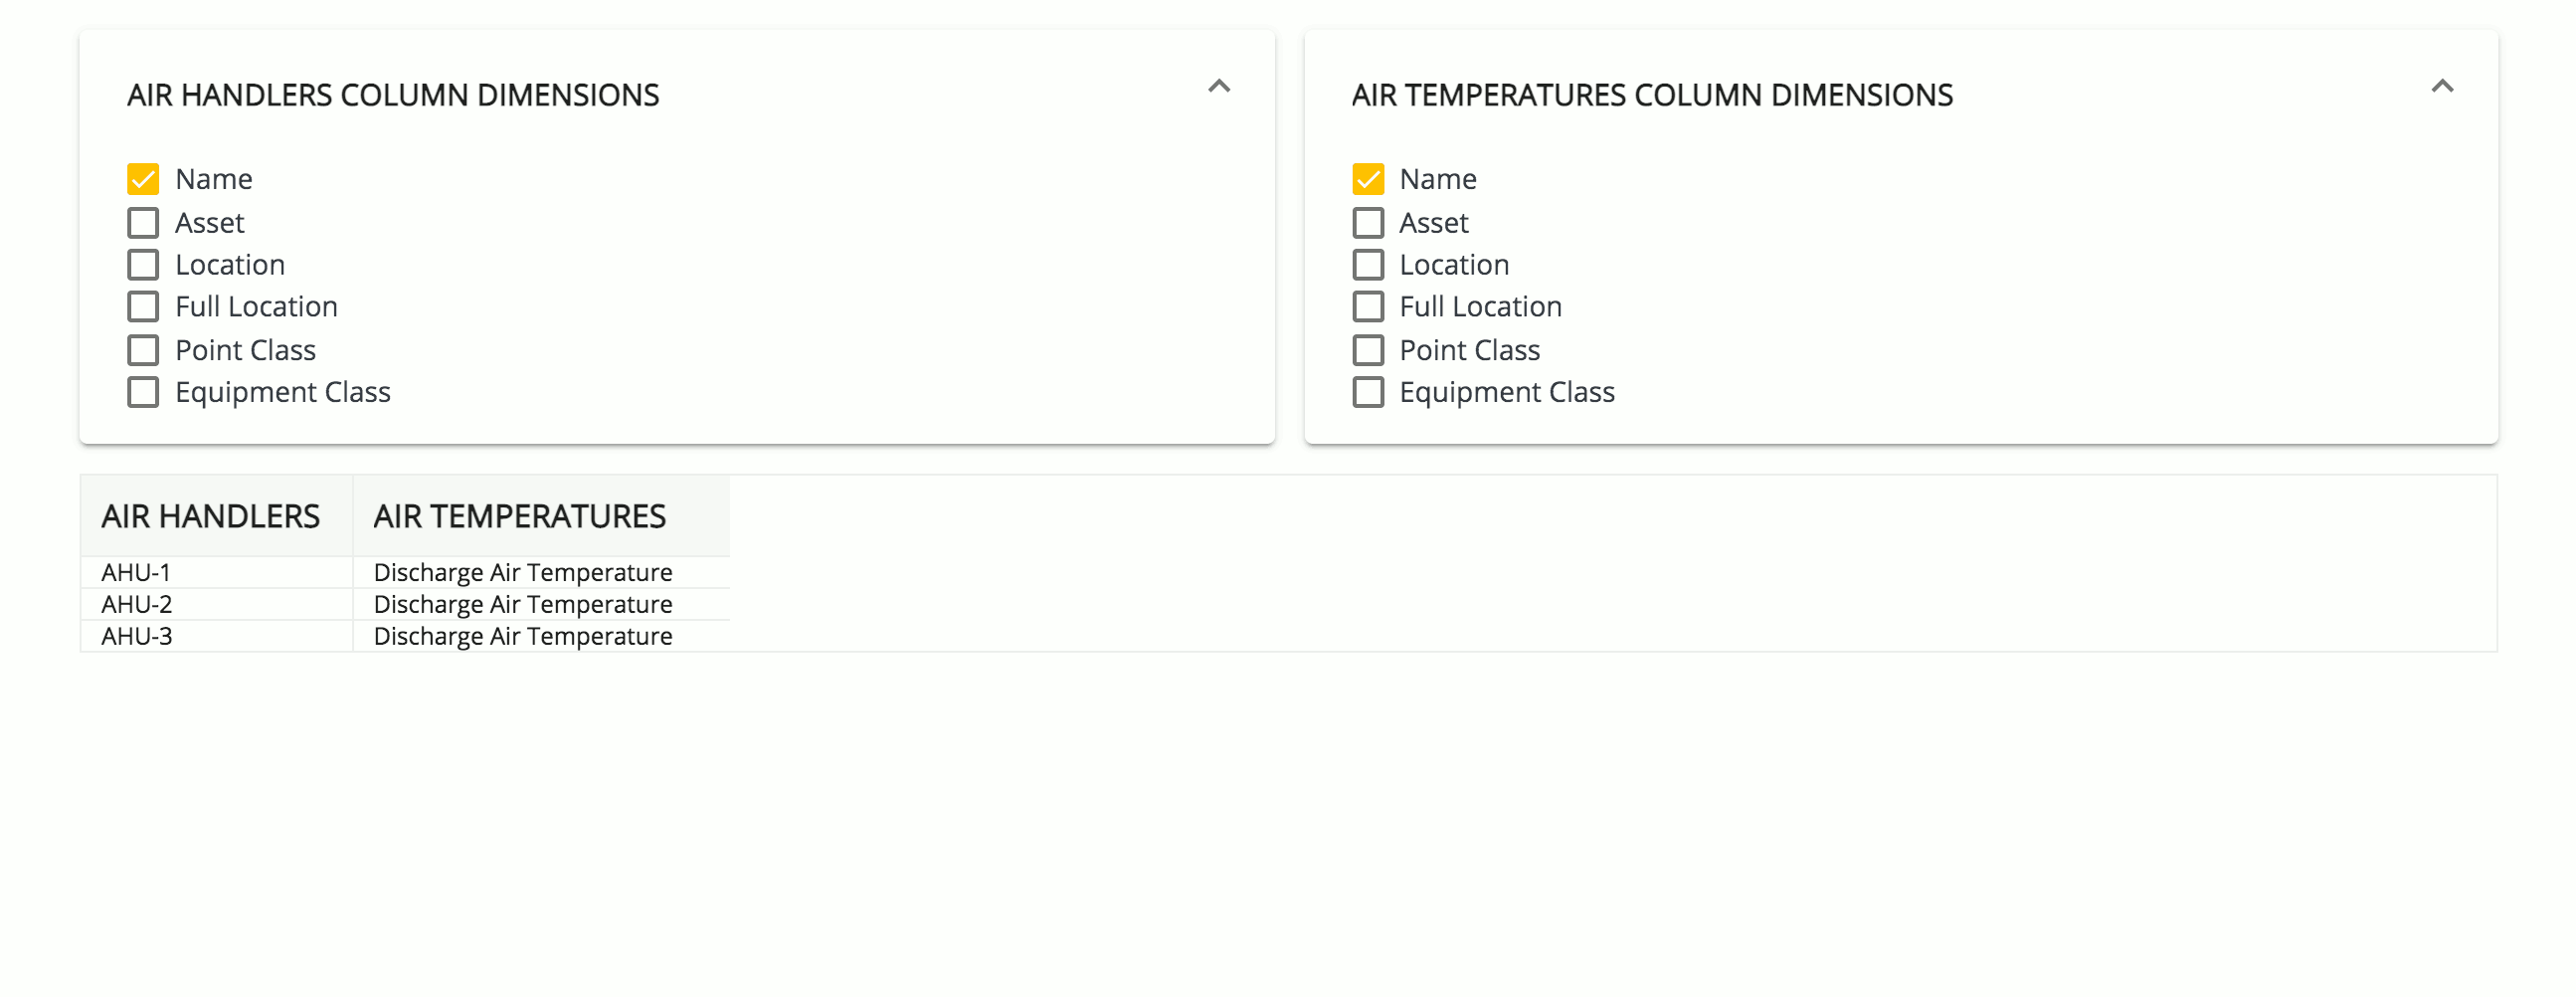 AIR HANDLERS COLUMN DIMENSIONS
Name
Asset
Location
Full Location
Point Class
Equipment Class
AIR TEMPERATURES COLUMN DIMENSIONS
Name
Asset
Location
Full Location
Point Class
Equipment Class
AIR HANDLERS AIR TEMPERATURES
AHU-1 Discharge Air Temperature
AHU-2 Discharge Air Temperature
AHU-3 Discharge Air Temperature